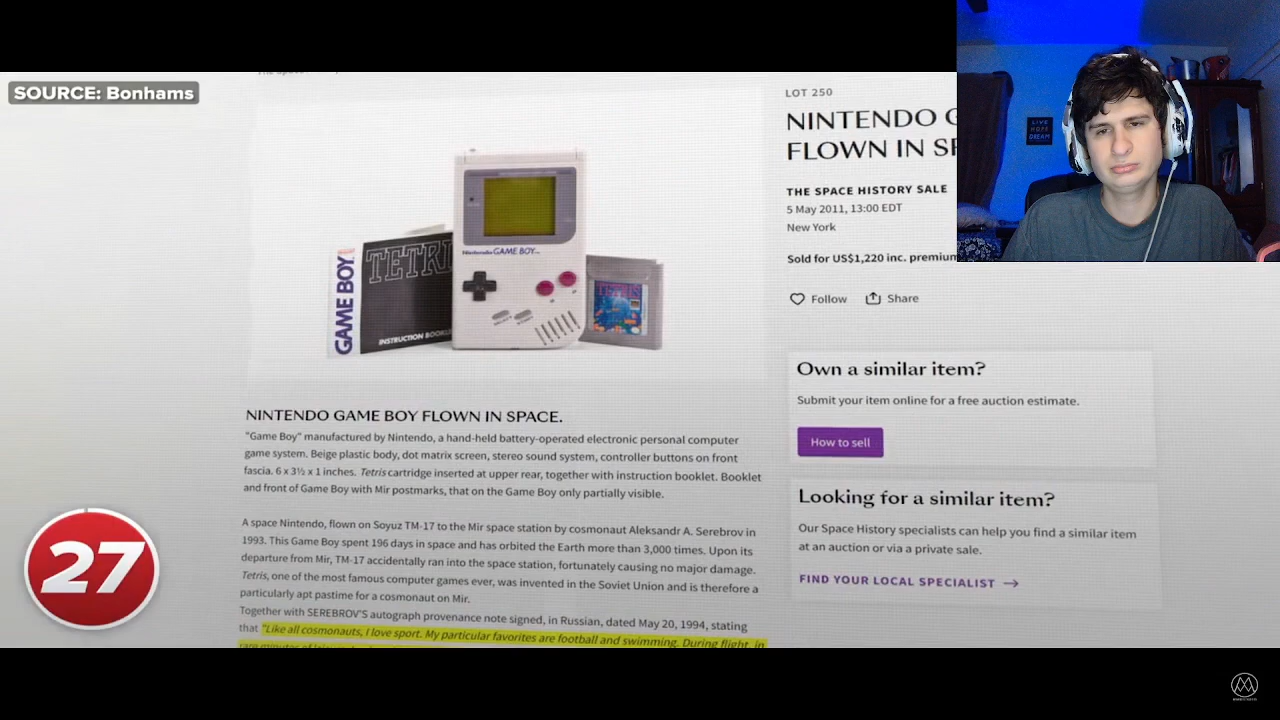 SOURCE: Bonhams
LOT 250
NINTENDO G
FLOWN IN SP
THE SPACE HISTORY SALE
5 May 2011, 13:00 EDT
New York
Sold for US$1,220 inc. premium
Follow
Share
LIVE
HOPE
DREAM
Nintendo GAME BOY
GAME BOY
TETRI
INSTRUCTION BOOKLE
TETRIS
Own a similar item?
Submit your item online for a free auction estimate.
How to sell
Looking for a similar item?
Our Space History specialists can help you find a similar item
at an auction or via a private sale.
FIND YOUR LOCAL SPECIALIST →
NINTENDO GAME BOY FLOWN IN SPACE.
"Game Boy" manufactured by Nintendo, a hand-held battery-operated electronic personal computer
game system. Beige plastic body, dot matrix screen, stereo sound system, controller buttons on front
fascia. 6 x 3½ x 1 inches. Tetris cartridge inserted at upper rear, together with instruction booklet. Booklet
and front of Game Boy with Mir postmarks, that on the Game Boy only partially visible.
A space Nintendo, flown on Soyuz TM-17 to the Mir space station by cosmonaut Aleksandr A. Serebrov in
1993. This Game Boy spent 196 days in space and has orbited the Earth more than 3,000 times. Upon its
departure from Mir, TM-17 accidentally ran into the space station, fortunately causing no major damage.
Tetris, one of the most famous computer games ever, was invented in the Soviet Union and is therefore a
particularly apt pastime for a cosmonaut on Mir.
Together with SEREBROV'S autograph provenance note signed, in Russian, dated May 20, 1994, stating
that "Like all cosmonauts, I love sport. My particular favorites are football and swimming. During flight, in
27